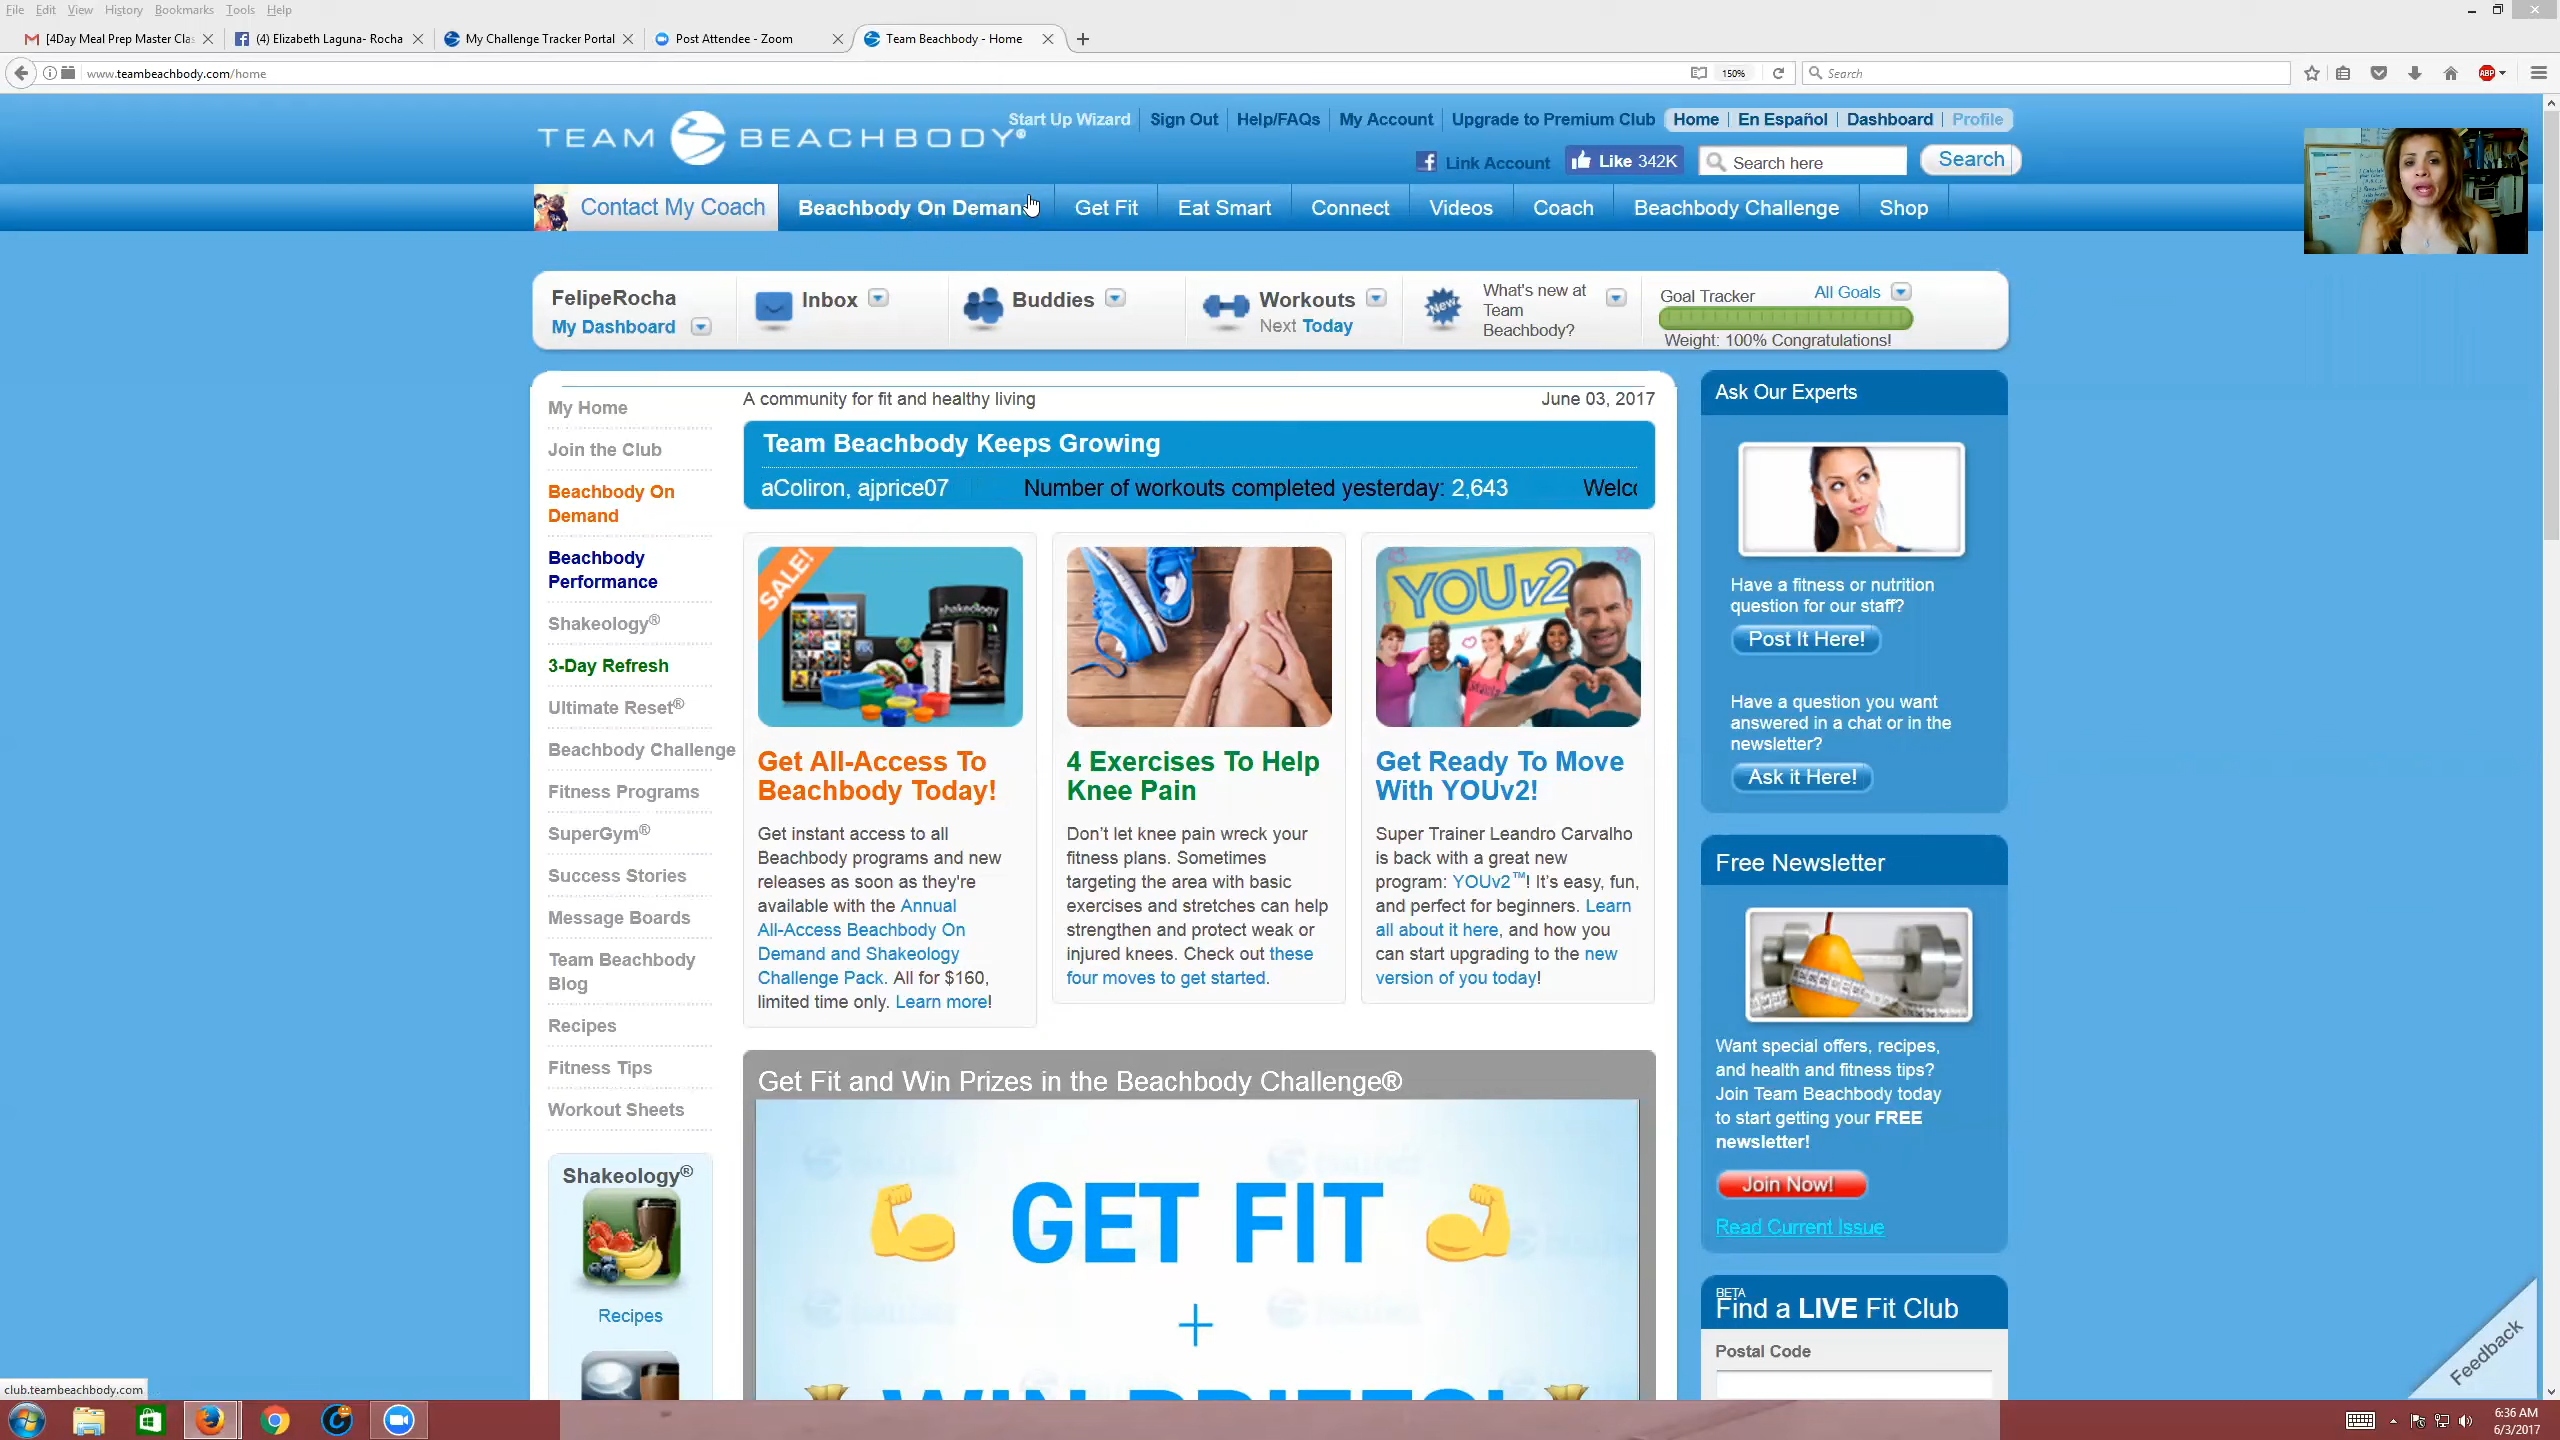 File Edit View History Bookmarks Tools Help
[4Day Meal Prep Master Clas
(4) Elizabeth Laguna- Rocha
My Challenge Tracker Portal
Post Attendee - Zoom
Team Beachbody - Home
www.teambeachbody.com/home
150%
Search
ABP
Start Up Wizard Sign Out Help/FAQs My Account Upgrade to Premium Club Home En Español Dashboard Profile
TEAM BEACHBODY®
Link Account
Like 342K
Search here
Search
Contact My Coach
Beachbody On Deman
Get Fit
Eat Smart
Connect
Videos
Coach
Beachbody Challenge
Shop
FelipeRocha
My Dashboard
Inbox
Buddies
Workouts
Next Today
New
What's new at
Team
Beachbody?
Goal Tracker
All Goals
Weight: 100% Congratulations!
My Home
Join the Club
Beachbody On
Demand
Beachbody
Performance
Shakeology®
3-Day Refresh
Ultimate Reset®
Beachbody Challenge
Fitness Programs
SuperGym®
Success Stories
Message Boards
Team Beachbody
Blog
Recipes
Fitness Tips
Workout Sheets
Shakeology®
Recipes
A community for fit and healthy living
June 03, 2017
Team Beachbody Keeps Growing
aColiron, ajprice07 Number of workouts completed yesterday: 2,643 Welc
SALE!
shakeology
Get All-Access To
Beachbody Today!
Get instant access to all
Beachbody programs and new
releases as soon as they're
available with the Annual
All-Access Beachbody On
Demand and Shakeology
Challenge Pack. All for $160,
limited time only. Learn more!
4 Exercises To Help
Knee Pain
Don't let knee pain wreck your
fitness plans. Sometimes
targeting the area with basic
exercises and stretches can help
strengthen and protect weak or
injured knees. Check out these
four moves to get started.
YOUv2
Get Ready To Move
With YOUv2!
Super Trainer Leandro Carvalho
is back with a great new
program: YOUv2™! It's easy, fun,
and perfect for beginners. Learn
all about it here, and how you
can start upgrading to the new
version of you today!
Get Fit and Win Prizes in the Beachbody Challenge®
GET FIT
+
WIN PRIZES!
Ask Our Experts
Have a fitness or nutrition
question for our staff?
Post It Here!
Have a question you want
answered in a chat or in the
newsletter?
Ask it Here!
Free Newsletter
Want special offers, recipes,
and health and fitness tips?
Join Team Beachbody today
to start getting your FREE
newsletter!
Join Now!
Read Current Issue
BETA
Find a LIVE Fit Club
Postal Code
Feedback
club.teambeachbody.com
6:36 AM
6/3/2017